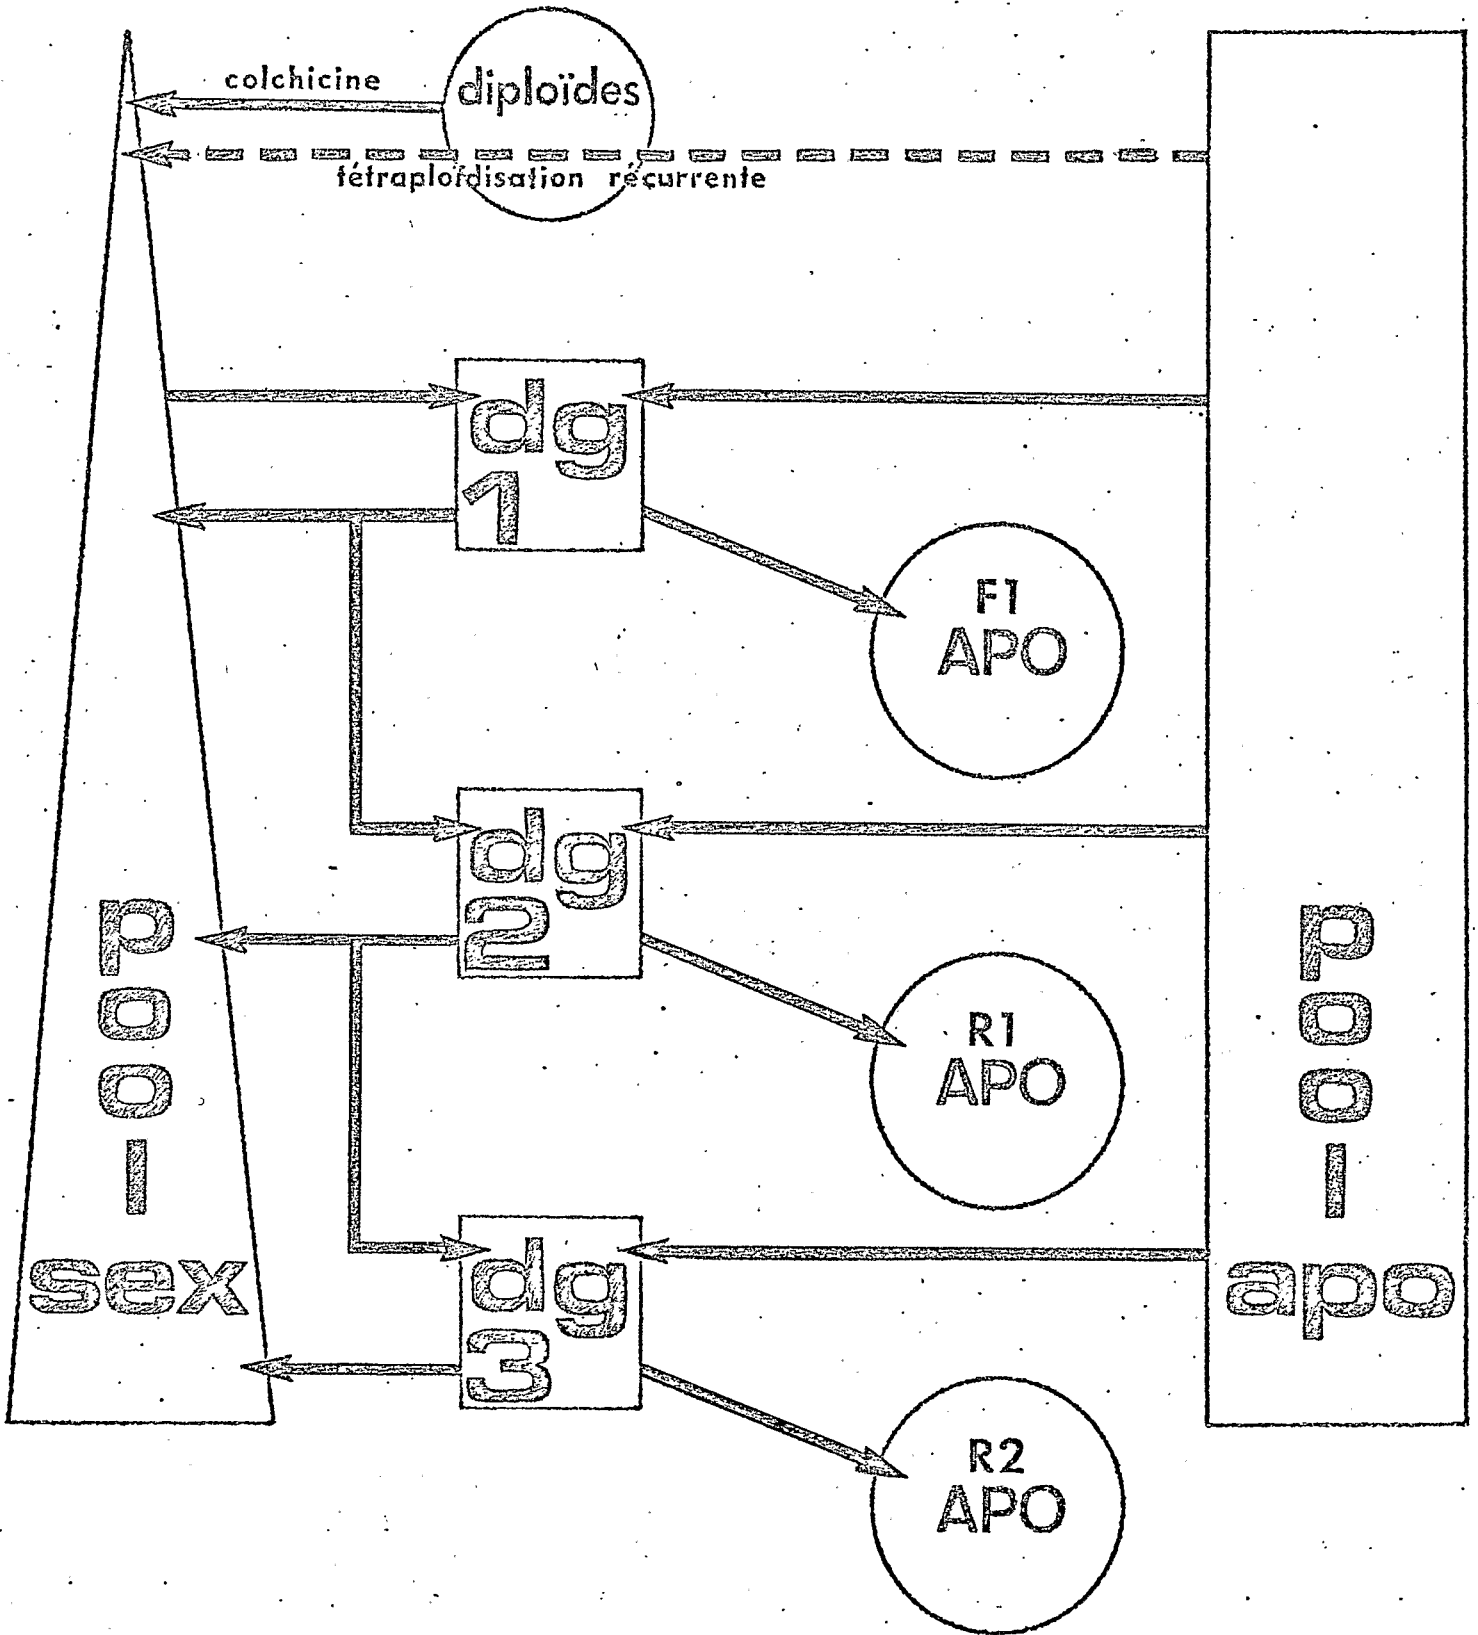 colchicine
diploïdes
tétraploïdisation récurrente
dg
1
F1
APO
dg
2
R1
APO
dg
3
R2
APO
pool
sex
pool
apo